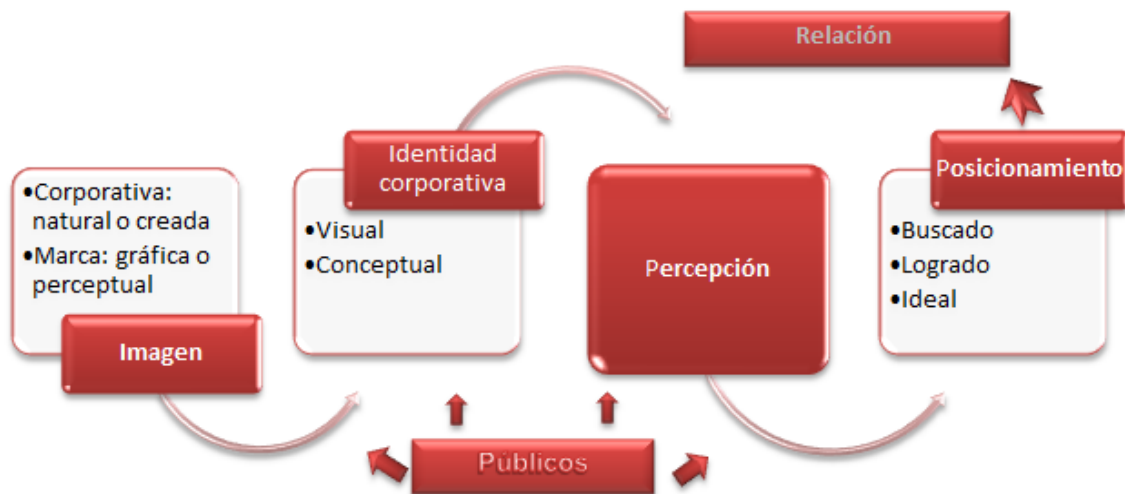 Relación
•Corporativa:
natural o creada
•Marca: gráfica o
perceptual
Imagen
Identidad
corporativa
•Visual
•Conceptual
Percepción
Posicionamiento
•Buscado
•Logrado
•Ideal
Públicos